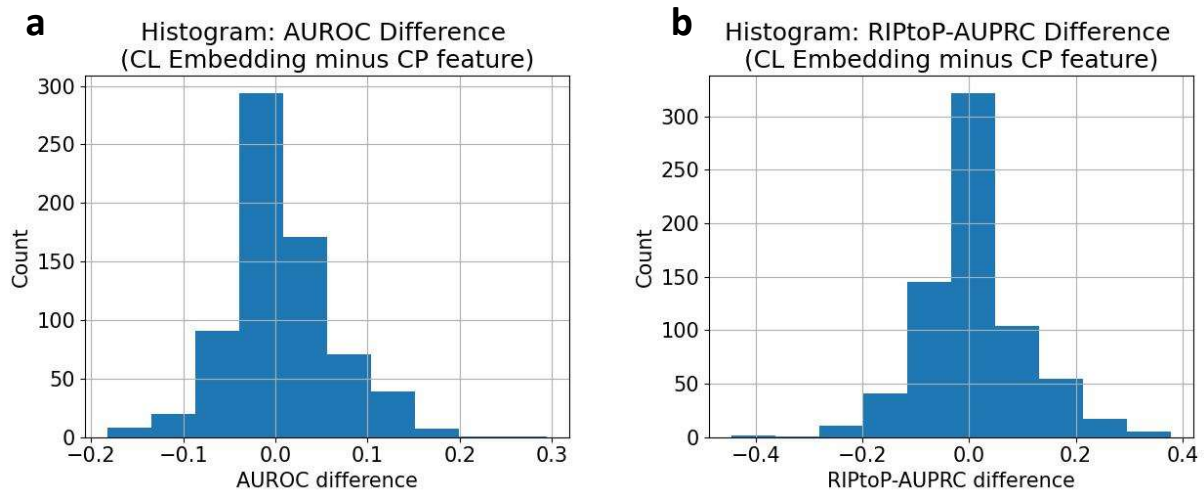 a
Histogram: AUROC Difference
(CL Embedding minus CP feature)
300
250
200
150
100
50
0
Count
−0.2 −0.1 0.0 0.1 0.2 0.3
AUROC difference
b
Histogram: RIPtoP-AUPRC Difference
(CL Embedding minus CP feature)
300
250
200
150
100
50
0
Count
−0.4 −0.2 0.0 0.2 0.4
RIPtoP-AUPRC difference